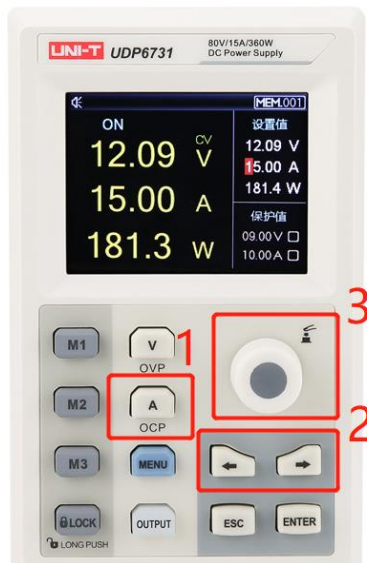 UNI-T UDP6731
80V/15A/360W
DC Power Supply
MEM.001
ON
12.09 V
CV
15.00 A
181.3 W
设置值
12.09 V
15.00 A
181.4 W
保护值
09.00 V
10.00 A
3
M1
V
OVP
1
M2
A
OCP
2
M3
MENU
LOCK
LONG PUSH
OUTPUT
ESC
ENTER